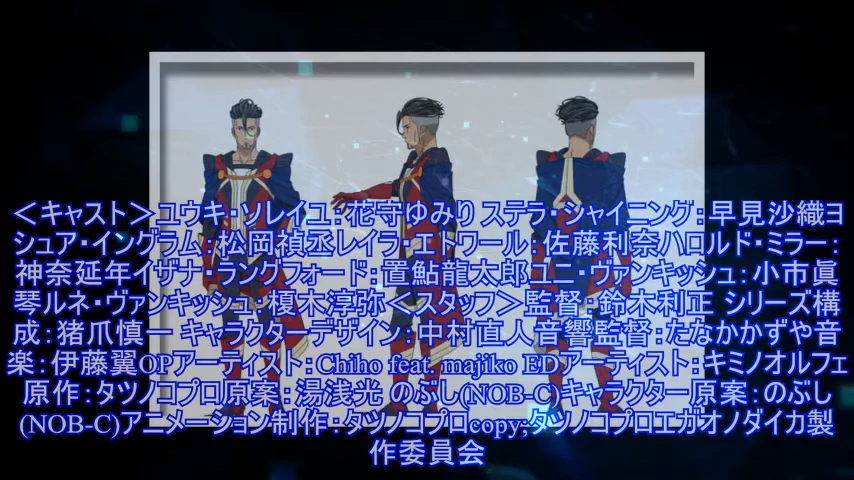 ＜キャスト＞ユウキ・ソレイユ：花守ゆみり ステラ・シャイニング：早見沙織ヨ
シュア・イングラム：松岡禎丞レイラ・エトワール：佐藤利奈ハロルド・ミラー：
神奈延年イザナ・ラングフォード：置鮎龍太郎ユニ・ヴァンキッシュ：小市眞
琴ルネ・ヴァンキッシュ：榎木淳弥＜スタッフ＞監督：鈴木利正 シリーズ構
成：猪爪慎一 キャラクターデザイン：中村直人音響監督：たなかかずや音
楽：伊藤翼OPアーティスト：Chiho feat. majiko EDアーティスト：キミノオルフェ
原作：タツノコプロ原案：湯浅光 のぶし(NOB-C)キャラクター原案：のぶし
(NOB-C)アニメーション制作：タツノコプロcopy;タツノコプロエガオノダイカ製
作委員会